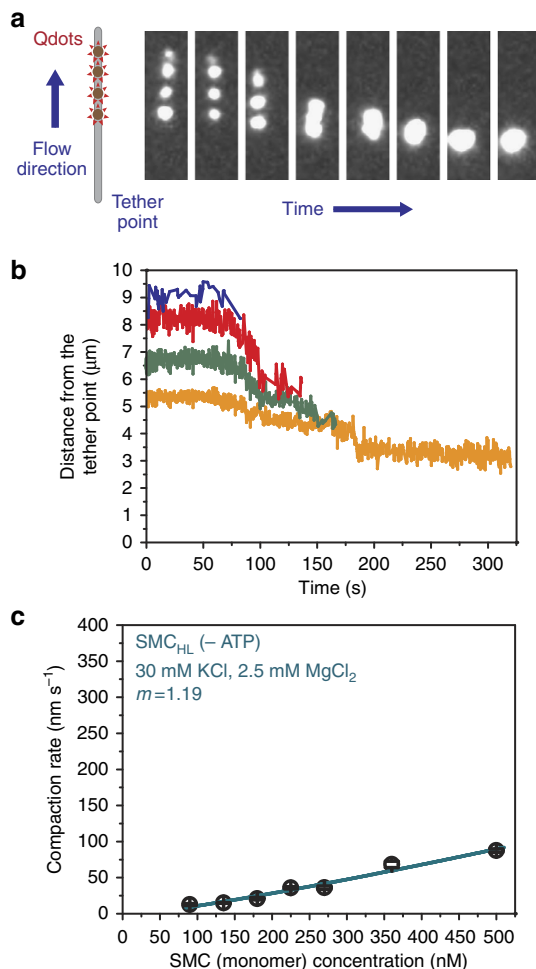 a
Qdots
Flow
direction
Tether
point
Time
b
Distance from the
tether point (μm)
10
9
8
7
6
5
4
3
2
1
0
0 50 100 150 200 250 300
Time (s)
c
Compaction rate (nm s⁻¹)
400
350
300
250
200
150
100
50
0
SMC_HL (– ATP)
30 mM KCl, 2.5 mM MgCl₂
m=1.19
0 50 100 150 200 250 300 350 400 450 500
SMC (monomer) concentration (nM)